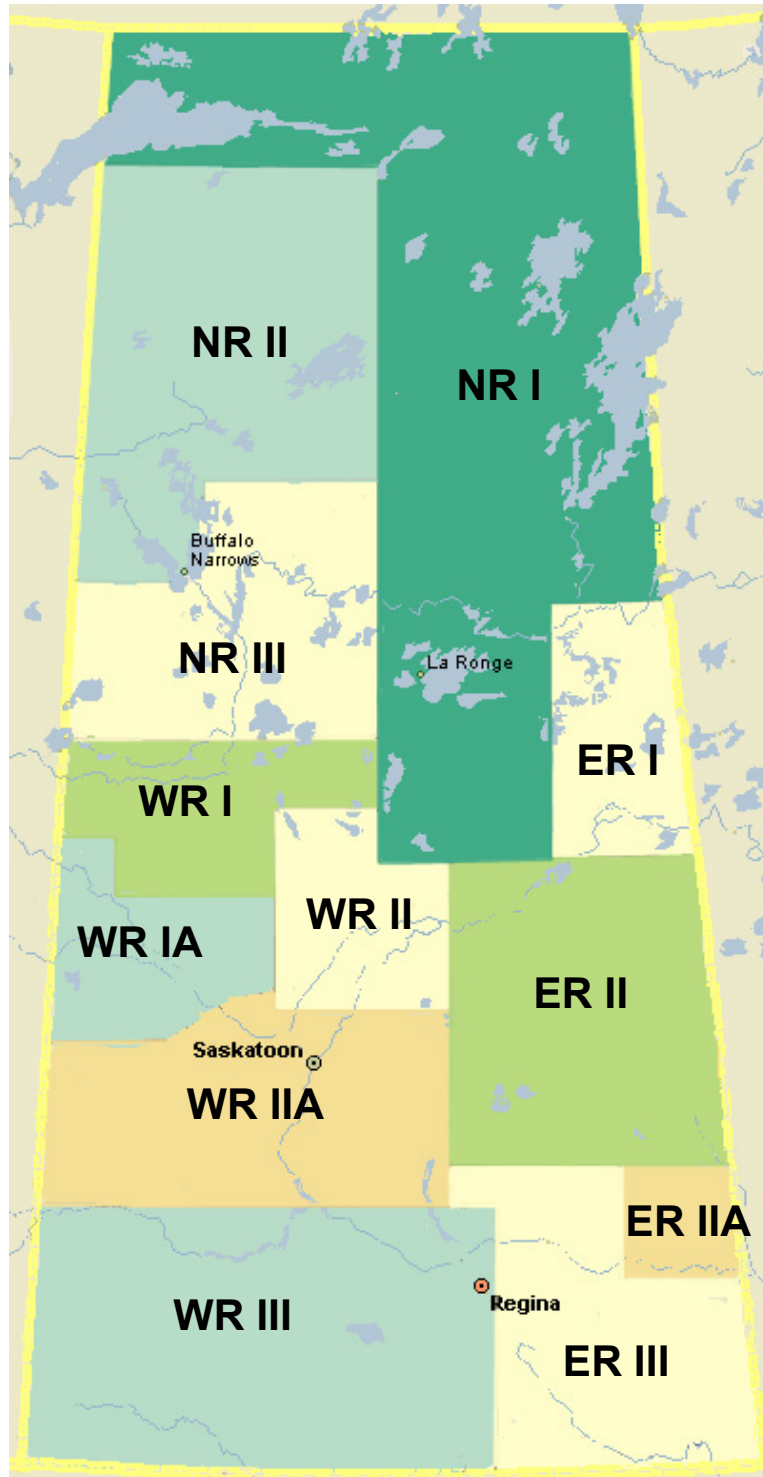 NR II
NR I
Buffalo
Narrows
NR III
La Ronge
ER I
WR I
WR II
WR IA
ER II
Saskatoon
WR IIA
ER IIA
WR III
Regina
ER III